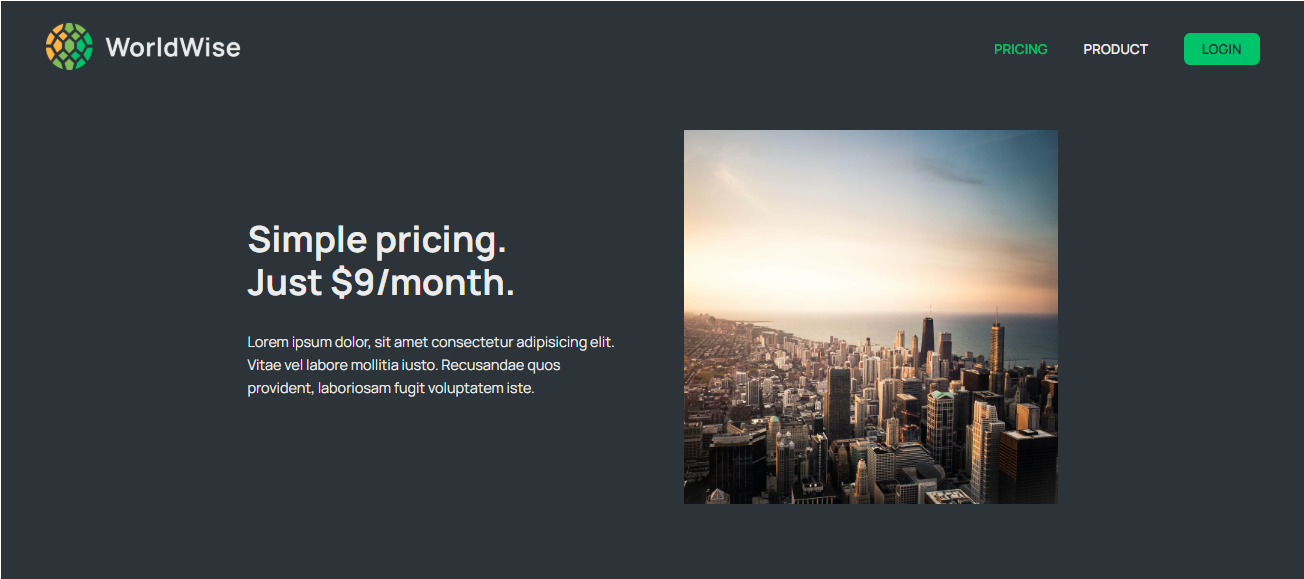 WorldWise
PRICING
PRODUCT
LOGIN
Simple pricing.
Just $9/month.
Lorem ipsum dolor, sit amet consectetur adipisicing elit.
Vitae vel labore mollitia iusto. Recusandae quos
provident, laboriosam fugit voluptatem iste.